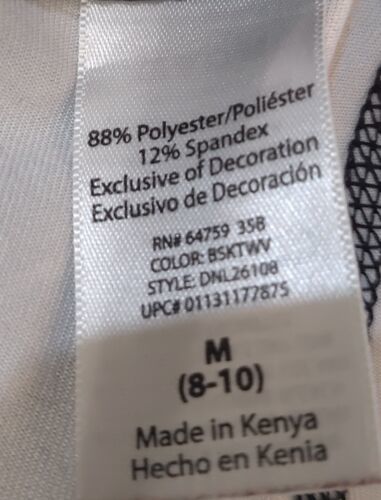 88% Polyester/Poliéster
12% Spandex
Exclusive of Decoration
Exclusivo de Decoración
RN# 64759 35B
COLOR: BSKTWV
STYLE: DNL26108
UPC# 01131177875
M
(8-10)
Made in Kenya
Hecho en Kenia